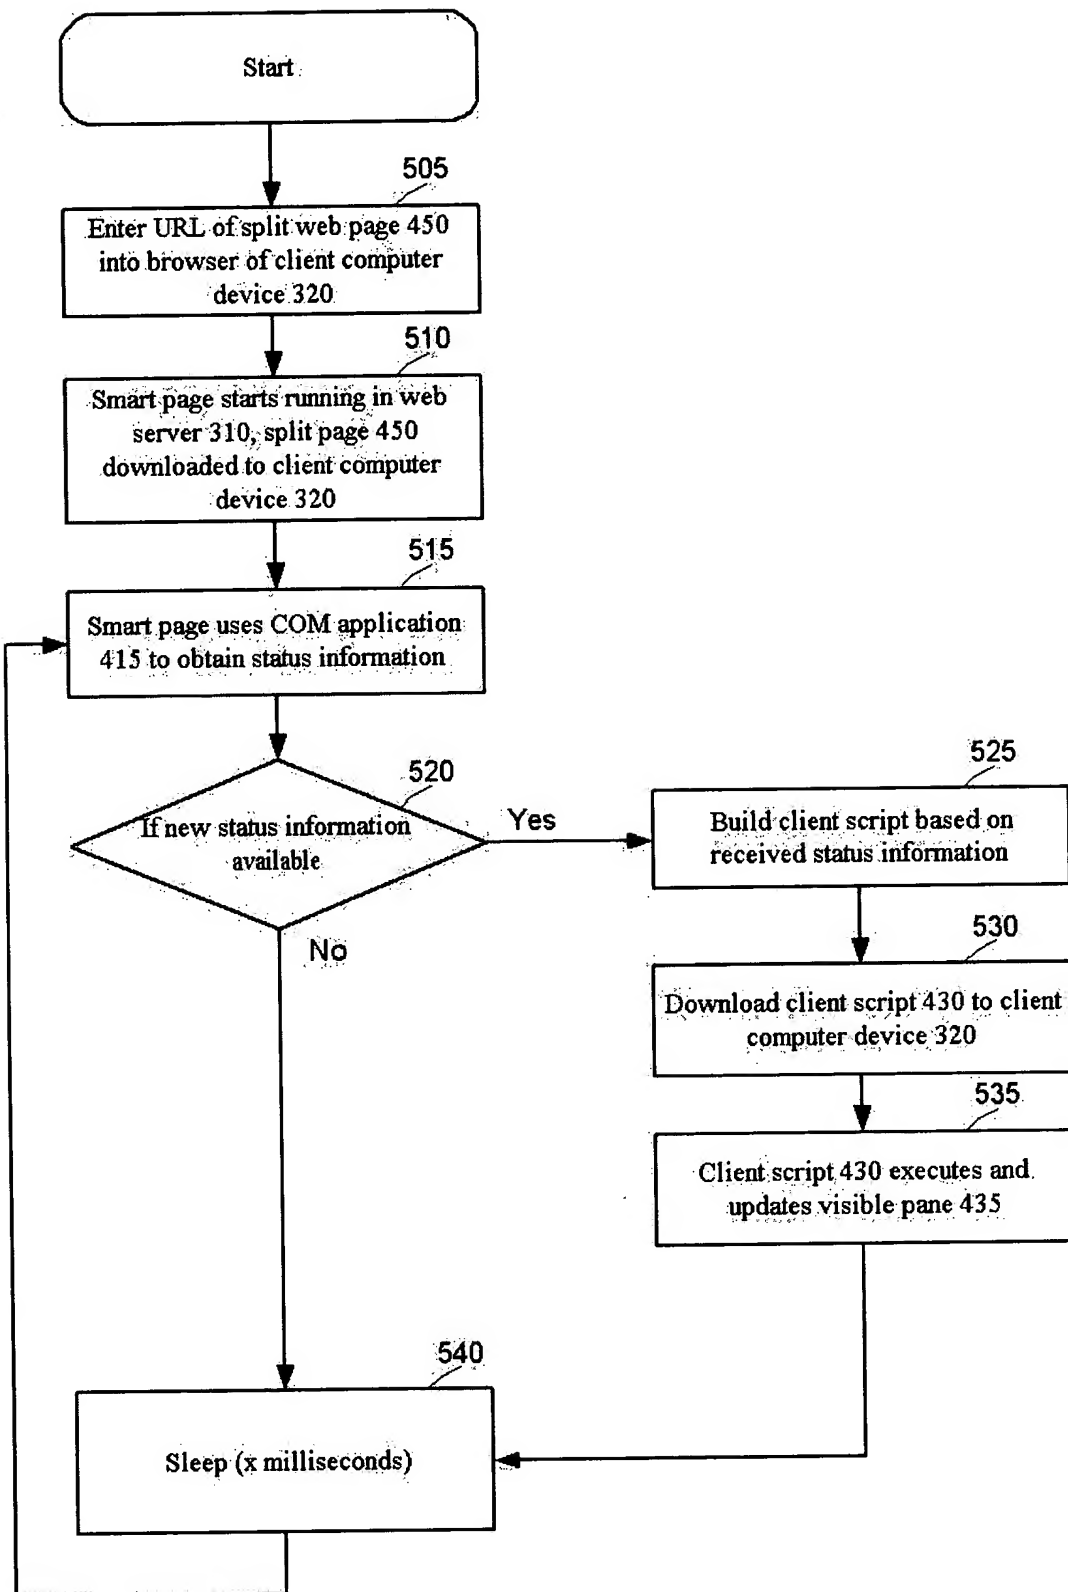 Start
505
Enter URL of split web page 450
into browser of client computer
device 320
510
Smart page starts running in web
server 310, split page 450
downloaded to client computer
device 320
515
Smart page uses COM application
415 to obtain status information
520
If new status information
available
Yes
No
525
Build client script based on
received status information
530
Download client script 430 to client
computer device 320
535
Client script 430 executes and
updates visible pane 435
540
Sleep (x milliseconds)